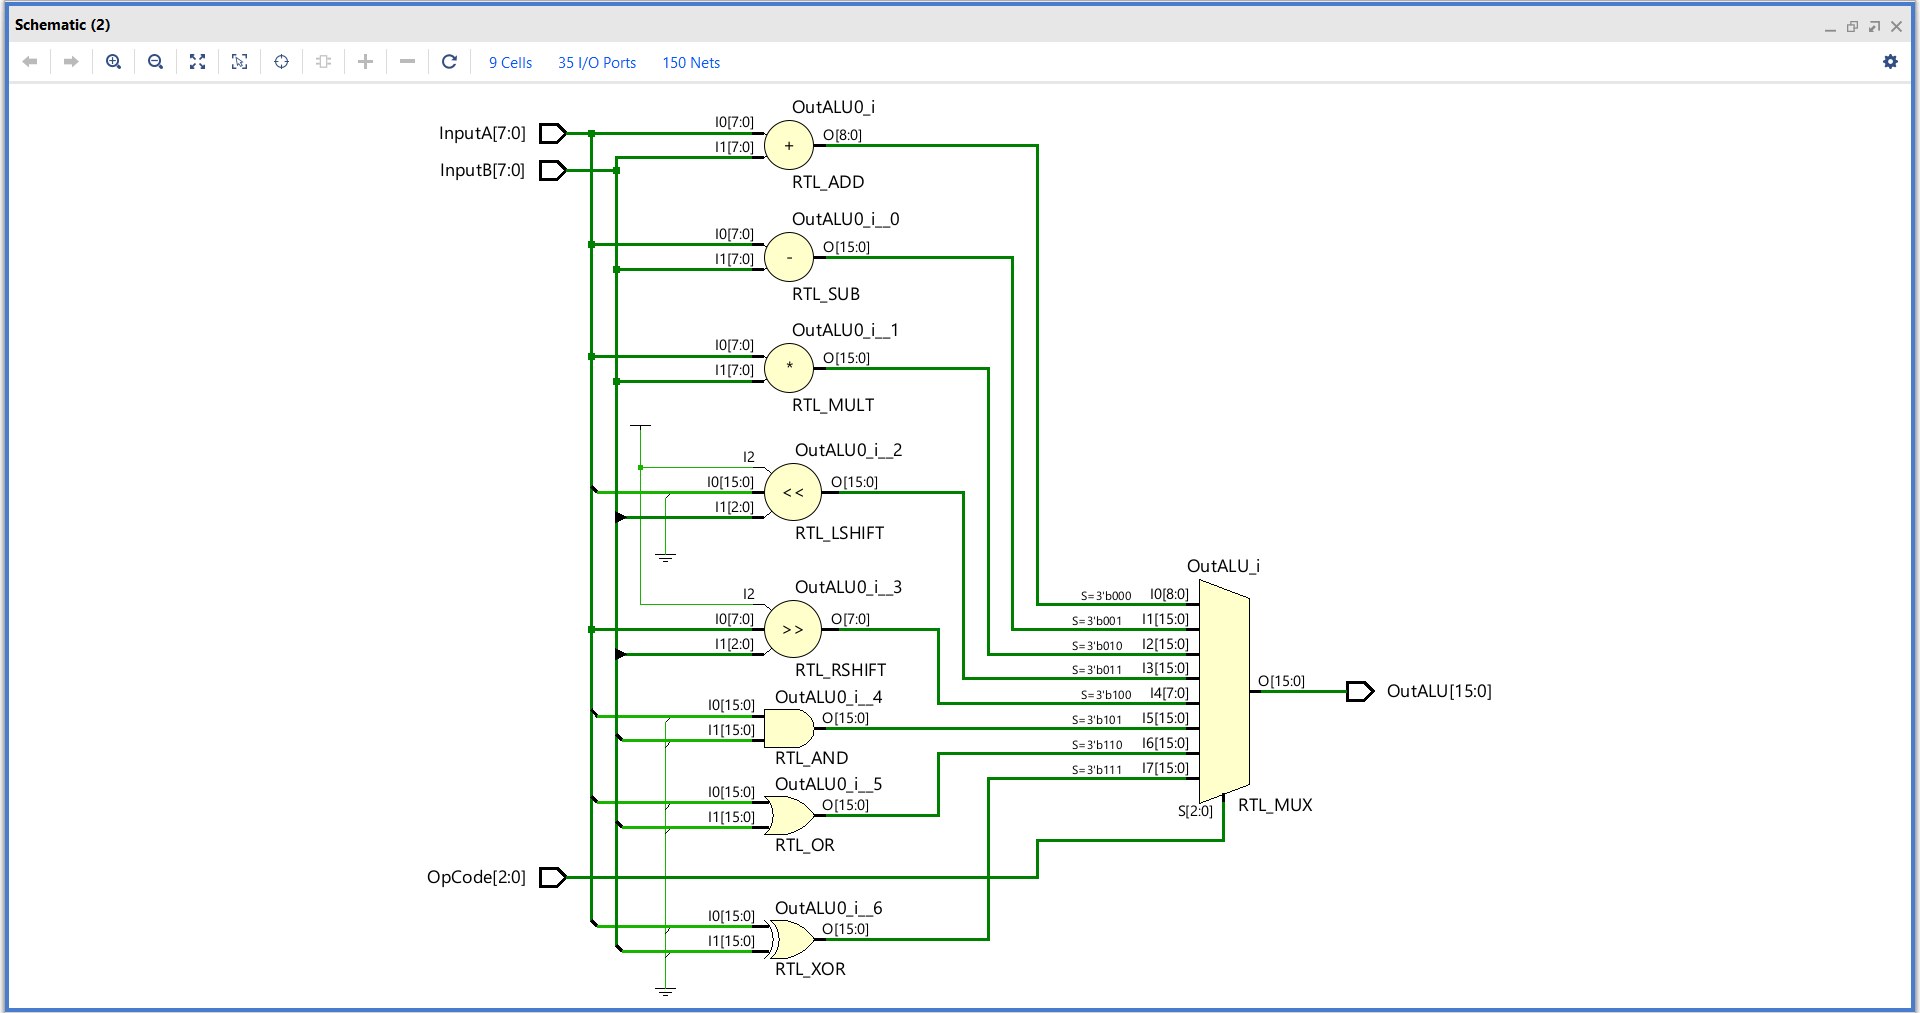 Schematic (2)
9 Cells 35 I/O Ports 150 Nets
OutALU0_i
InputA[7:0] I0[7:0] + O[8:0]
I1[7:0]
InputB[7:0]
RTL_ADD
OutALU0_i__0
I0[7:0] - O[15:0]
I1[7:0]
RTL_SUB
OutALU0_i__1
I0[7:0] * O[15:0]
I1[7:0]
RTL_MULT
OutALU0_i__2
I2
I0[15:0] << O[15:0]
I1[2:0]
RTL_LSHIFT
OutALU0_i__3
I2
I0[7:0] >> O[7:0]
I1[2:0]
RTL_RSHIFT
OutALU0_i__4
I0[15:0] O[15:0]
I1[15:0]
RTL_AND
OutALU0_i__5
I0[15:0] O[15:0]
I1[15:0]
RTL_OR
OpCode[2:0]
OutALU0_i__6
I0[15:0] O[15:0]
I1[15:0]
RTL_XOR
OutALU_i
S=3'b000 I0[8:0]
S=3'b001 I1[15:0]
S=3'b010 I2[15:0]
S=3'b011 I3[15:0]
S=3'b100 I4[7:0]
S=3'b101 I5[15:0]
S=3'b110 I6[15:0]
S=3'b111 I7[15:0]
O[15:0] OutALU[15:0]
S[2:0] RTL_MUX